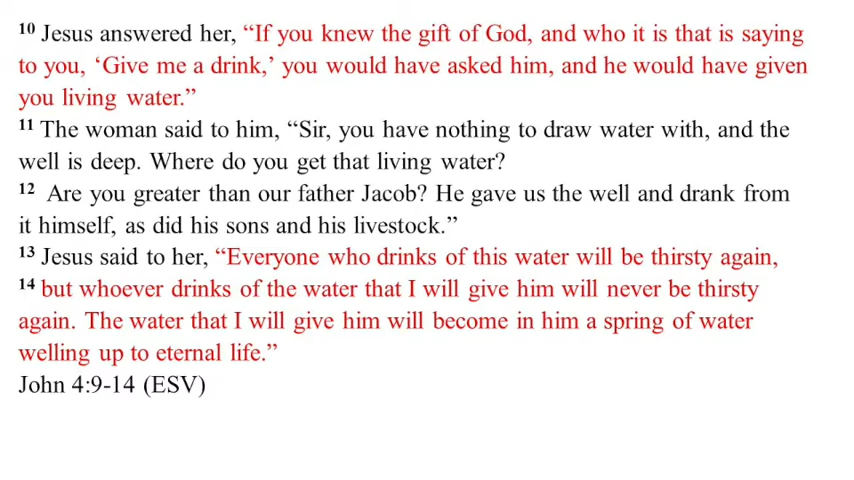 10 Jesus answered her, “If you knew the gift of God, and who it is that is saying
to you, ‘Give me a drink,’ you would have asked him, and he would have given
you living water.”
11 The woman said to him, “Sir, you have nothing to draw water with, and the
well is deep. Where do you get that living water?
12 Are you greater than our father Jacob? He gave us the well and drank from
it himself, as did his sons and his livestock.”
13 Jesus said to her, “Everyone who drinks of this water will be thirsty again,
14 but whoever drinks of the water that I will give him will never be thirsty
again. The water that I will give him will become in him a spring of water
welling up to eternal life.”
John 4:9-14 (ESV)